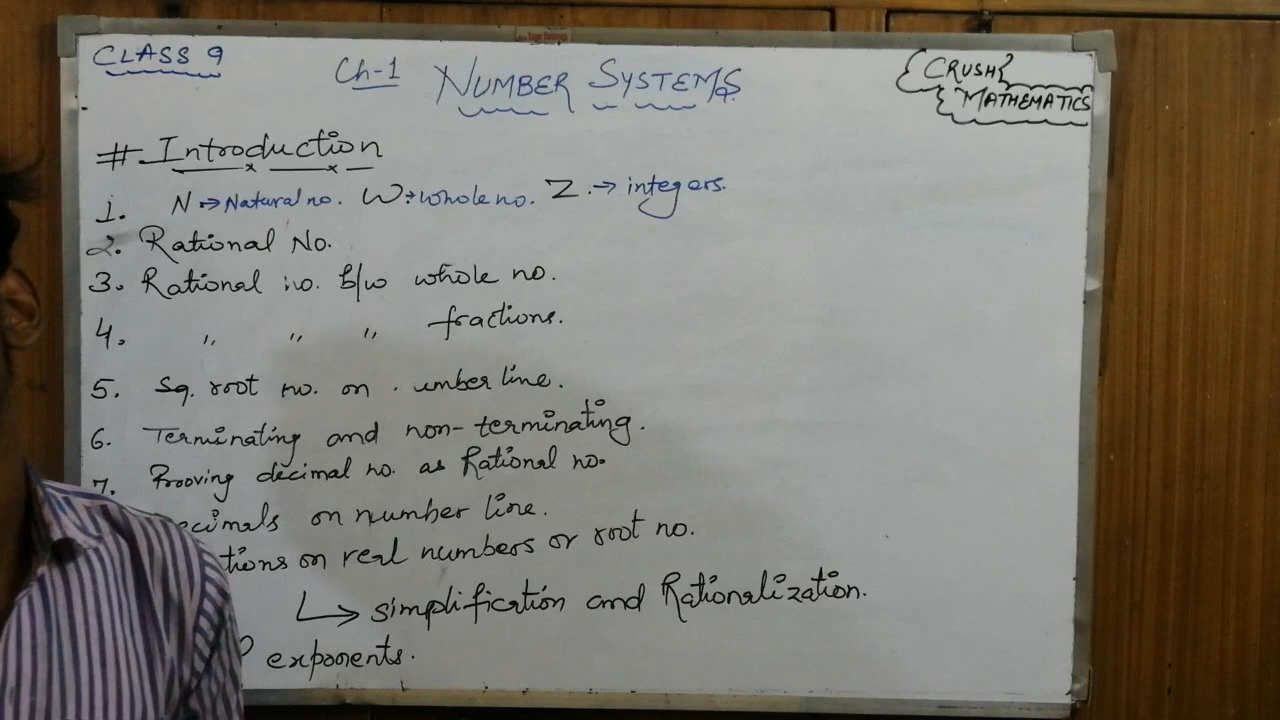 CLASS 9
Ch-1 NUMBER SYSTEMS
{CRUSH}
{MATHEMATICS
# Introduction
1. N → Natural no. W → whole no. Z → integers.
2. Rational No.
3. Rational no. b/w whole no.
4. " " " fractions.
5. Sq. root no. on umber line.
6. Terminating and non-terminating.
7. Prooving decimal no. as Rational no.
ecimals on number line.
tions on real numbers or root no.
↳ simplification and Rationalization.
exponents.